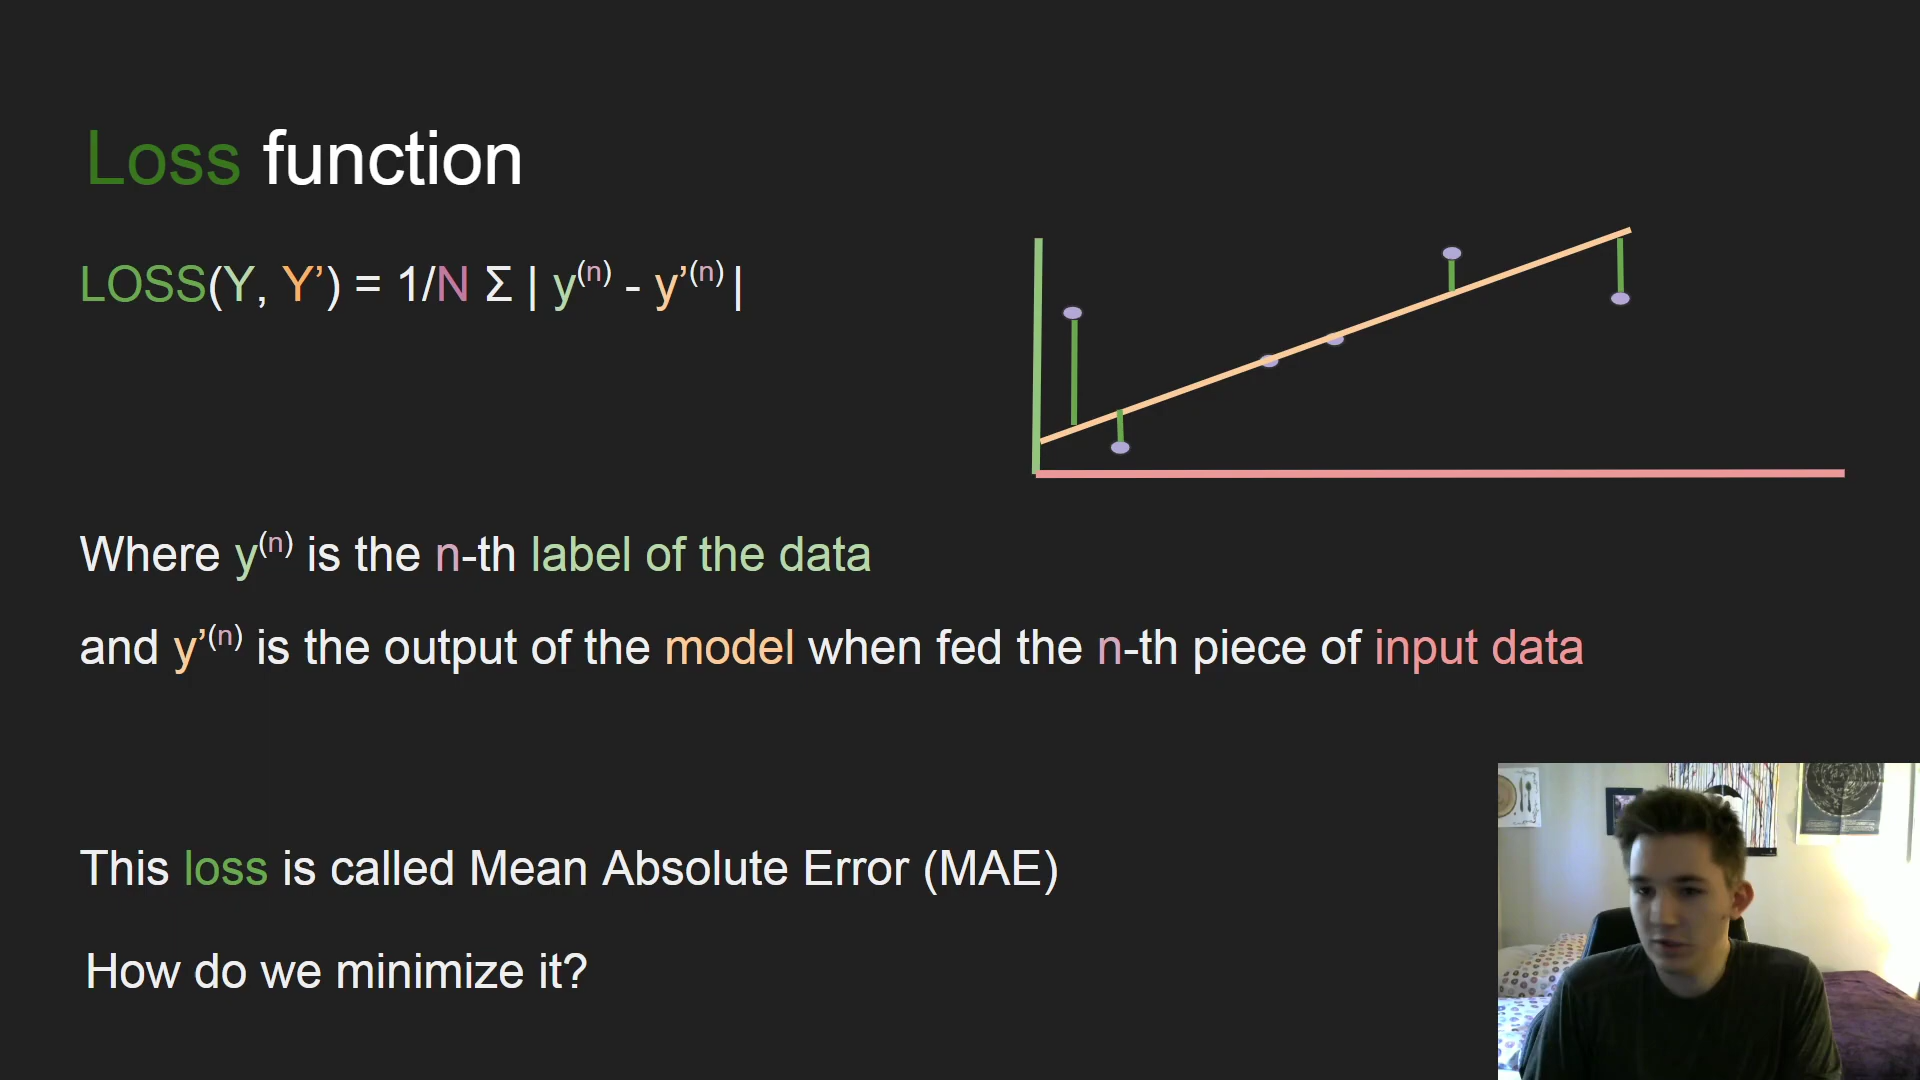 Loss function
LOSS(Y, Y’) = 1/N Σ | y⁽ⁿ⁾ - y’⁽ⁿ⁾ |
Where y⁽ⁿ⁾ is the n-th label of the data
and y’⁽ⁿ⁾ is the output of the model when fed the n-th piece of input data
This loss is called Mean Absolute Error (MAE)
How do we minimize it?